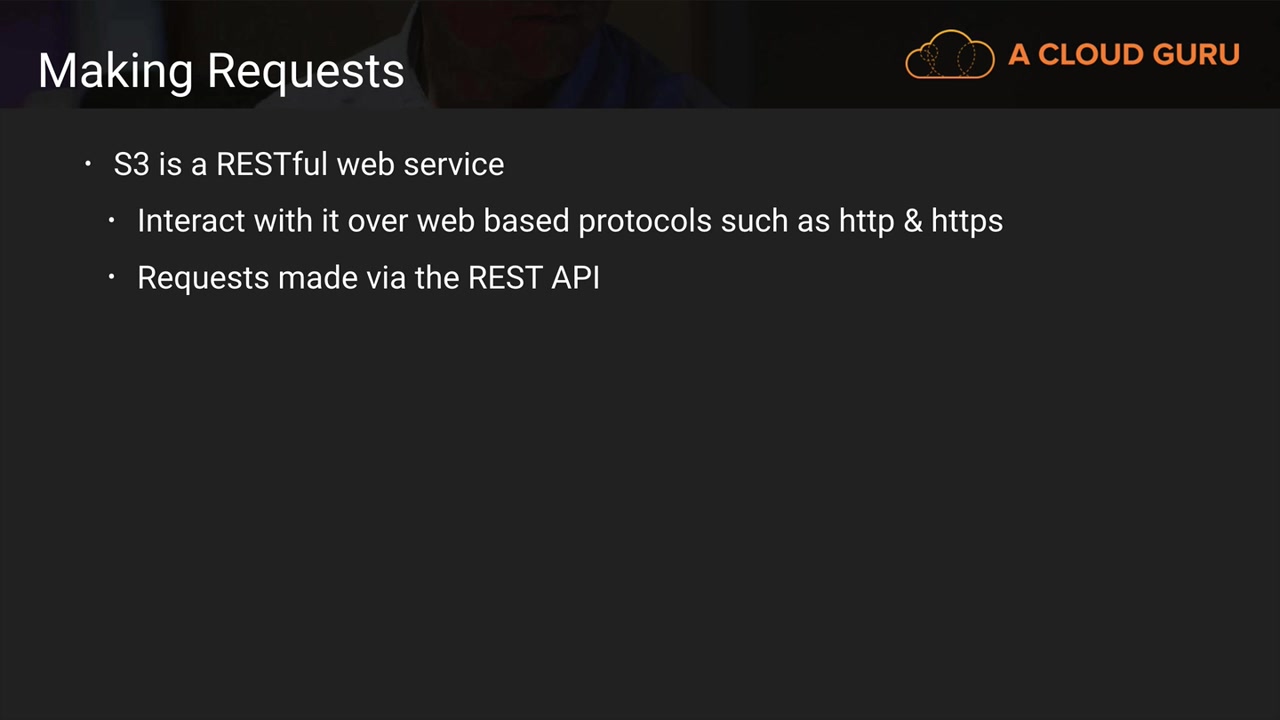 Making Requests
A CLOUD GURU
• S3 is a RESTful web service
• Interact with it over web based protocols such as http & https
• Requests made via the REST API